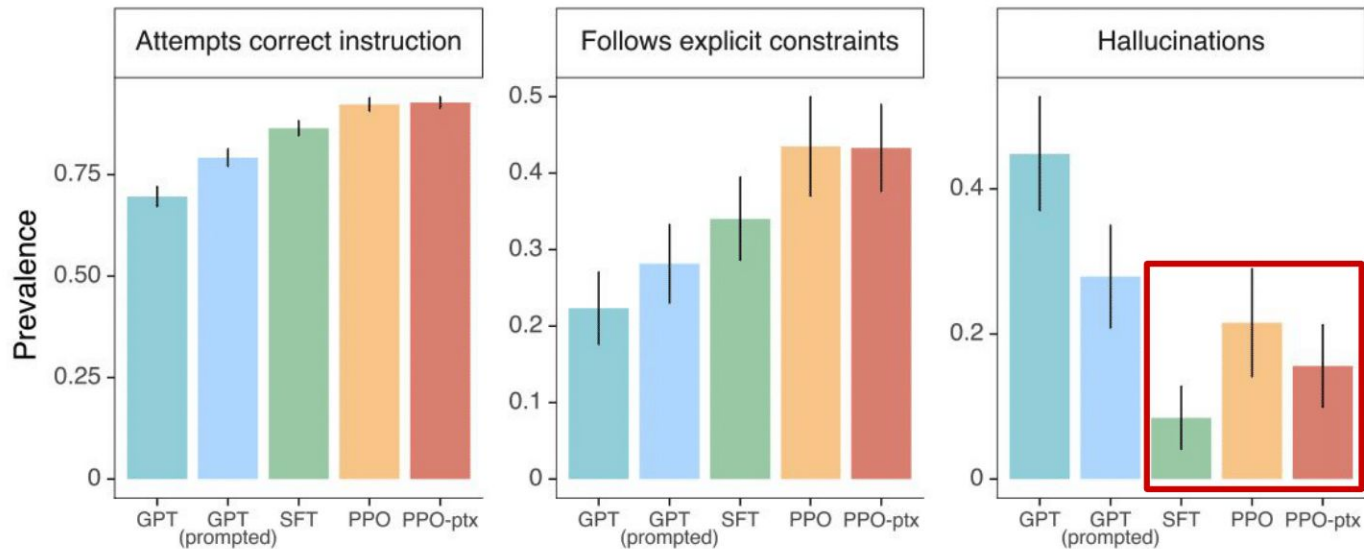 Attempts correct instruction
Follows explicit constraints
Hallucinations
Prevalence
0.75
0.50
0.25
0
GPT
GPT
(prompted)
SFT
PPO
PPO-ptx
0.5
0.4
0.3
0.2
0.1
0
GPT
GPT
(prompted)
SFT
PPO
PPO-ptx
0.4
0.2
0
GPT
GPT
(prompted)
SFT
PPO
PPO-ptx